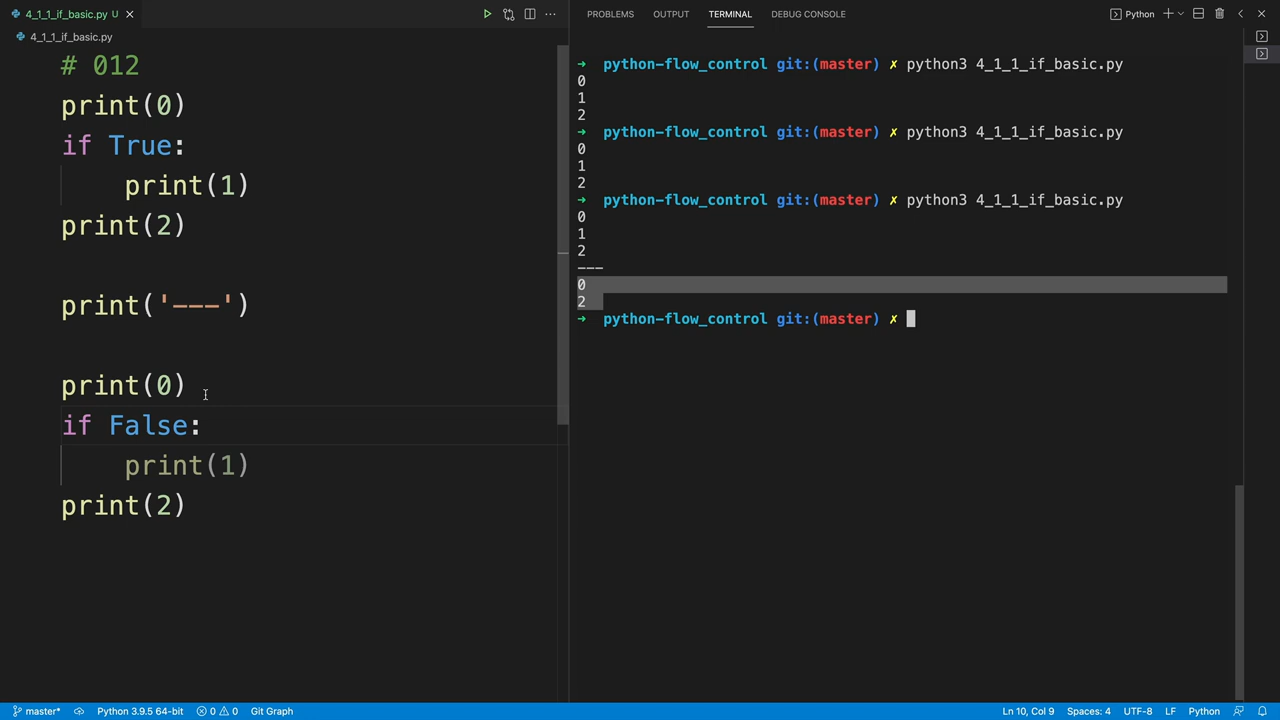 4_1_1_if_basic.py U
4_1_1_if_basic.py
# 012
print(0)
if True:
    print(1)
print(2)
print('---')
print(0)
if False:
    print(1)
print(2)
PROBLEMS OUTPUT TERMINAL DEBUG CONSOLE Python
➜ python-flow_control git:(master) ✗ python3 4_1_1_if_basic.py
0
1
2
➜ python-flow_control git:(master) ✗ python3 4_1_1_if_basic.py
0
1
2
➜ python-flow_control git:(master) ✗ python3 4_1_1_if_basic.py
0
1
2
---
0
2
➜ python-flow_control git:(master) ✗
master* Python 3.9.5 64-bit 0 0 Git Graph Ln 10, Col 9 Spaces: 4 UTF-8 LF Python